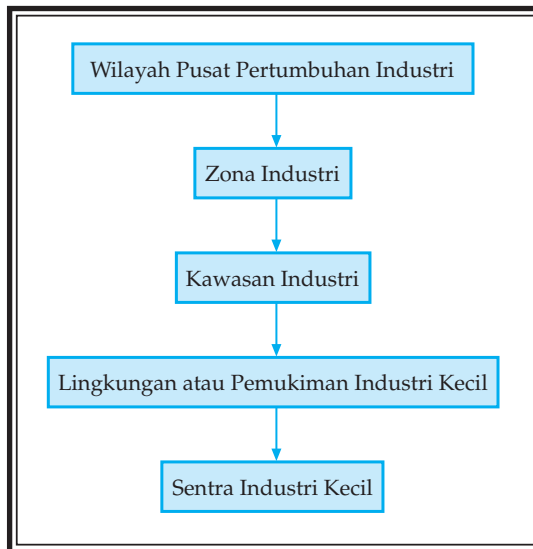 Wilayah Pusat Pertumbuhan Industri
Zona Industri
Kawasan Industri
Lingkungan atau Pemukiman Industri Kecil
Sentra Industri Kecil